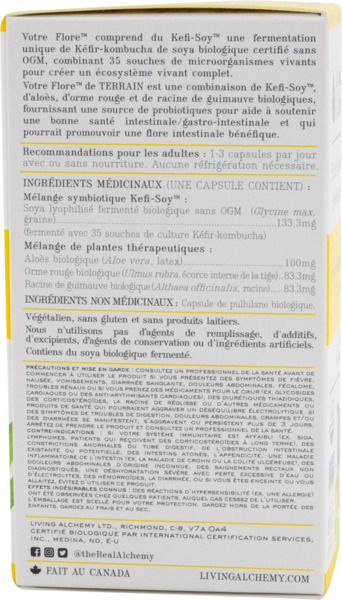 Votre Flore™ comprend du Kefi-Soy™ une fermentation
unique de Kéfir-kombucha de soya biologique certifié sans
OGM, combinant 35 souches de microorganismes vivants
pour créer un écosystème vivant complet.
Votre Flore™ de TERRAIN est une combinaison de Kefi-Soy™,
d'aloès, d'orme rouge et de racine de guimauve biologiques,
fournissant une source de probiotiques pour aider à soutenir
une bonne santé intestinale/gastro-intestinale et qui
pourrait promouvoir une flore intestinale bénéfique.
Recommandations pour les adultes : 1-3 capsules par jour
avec ou sans nourriture. Aucune réfrigération nécessaire.
INGRÉDIENTS MÉDICINAUX (UNE CAPSULE CONTIENT) :
Mélange symbiotique Kefi-Soy™ :
Soya lyophilisé fermenté biologique sans OGM (Glycine max,
graine) 133.3mg
(fermenté avec 35 souches de culture Kéfir-kombucha)
Mélange de plantes thérapeutiques :
Aloès biologique (Aloe vera, latex) 100mg
Orme rouge biologique (Ulmus rubra, écorce interne de la tige) .83.3mg
Racine de guimauve biologique (Althaea officinalis, racine) 83.3mg
INGRÉDIENTS NON MÉDICINAUX : Capsule de pullulane biologique.
Végétalien, sans gluten et sans produits laitiers.
Nous n'utilisons pas d'agents de remplissage, d'additifs,
d'excipients, d'agents de conservation ou d'ingrédients artificiels.
Contiens du soya biologique fermenté.
PRÉCAUTIONS ET MISE EN GARDE : CONSULTEZ UN PROFESSIONNEL DE LA SANTÉ AVANT DE
COMMENCER À UTILISER LE PRODUIT SI VOUS PRÉSENTEZ DES SYMPTÔMES DE FIÈVRE,
NAUSÉE, VOMISSEMENTS, DIARRHÉE SANGLANTE, DOULEURS ABDOMINALES, FÉCALOME,
TROUBLES RÉNAUX OU SI VOUS PRENEZ DES MÉDICAMENTS POUR LE CŒUR (EX. GLYCOSIDES
CARDIAQUES OU DES ANTI-ARYTHMISANTS CARDIAQUES), DES DIURÉTIQUES THIAZIDIQUES,
DES CORTICOSTÉROÏDES, LA RACINE DE RÉGLISSE OU D'AUTRES MÉDICAMENTS OU
PRODUITS DE SANTÉ QUI POURRAIENT AGGRAVER UN DÉSÉQUILIBRE ÉLECTROLYTIQUE. SI
DES SYMPTÔMES DE TROUBLES DE DIGESTION, DOULEURS ABDOMINALES, CRAMPES ET/OU
DES DIARRHÉES SE MANIFESTENT, S'AGGRAVENT OU PERSISTENT PLUS DE 3 JOURS,
ARRÊTEZ DE PRENDRE LE PRODUIT ET CONSULTEZ UN PROFESSIONNEL DE LA SANTÉ.
CONTRE-INDICATIONS : SI VOTRE SYSTÈME IMMUNITAIRE EST AFFAIBLI (EX. SIDA,
LYMPHOMES, PATIENTS QUI REÇOIVENT DES CORTICOSTÉROÏDES À LONG TERME), DES
SYMPTÔMES INTESTINAUX OU DU TUBE DIGESTIF, DE L'OBSTRUCTION INTESTINALE
EXISTANTE OU POTENTIELLE, DES INTESTINS ATONES, L'APPENDICITE, UNE MALADIE
INFLAMMATOIRE DE L'INTESTIN (EX. LA MALADIE DE CROHN OU LA COLITE ULCÉREUSE), DES
DOULEURS ABDOMINALES D'ORIGINE INCONNUE, DES SAIGNEMENTS RECTAUX NON
DIAGNOSTIQUÉS, UNE DÉSHYDRATATION SÉVÈRE AVEC PERTE EXCESSIVE D'EAU OU
D'ÉLECTROLYTES, DES HÉMORROÏDES, LA DIARRHÉE, OU SI VOUS ÊTES ENCEINTE OU VOUS
ALLAITEZ, ÉVITEZ D'UTILISER CE PRODUIT.
EFFETS INDÉSIRABLES CONNUS : DES RÉACTIONS D'HYPERSENSIBILITÉ (EX. UNE ALLERGIE)
ONT ÉTÉ OBSERVÉES CHEZ QUELQUES PATIENTS, AUQUEL CAS CESSEZ DE L'UTILISER.
L'EMBALLAGE EST SCELLÉ POUR VOTRE PROTECTION. GARDEZ HORS DE LA PORTÉE DES
ENFANTS. GARDEZ AU FRAIS ET AU SEC.
LIVING ALCHEMY LTD., RICHMOND, C-B, V7A 0A4
CERTIFIÉ BIOLOGIQUE PAR INTERNATIONAL CERTIFICATION SERVICES,
INC., MEDINA, ND, É-U
@theRealAlchemy
FAIT AU CANADA LIVINGALCHEMY.COM